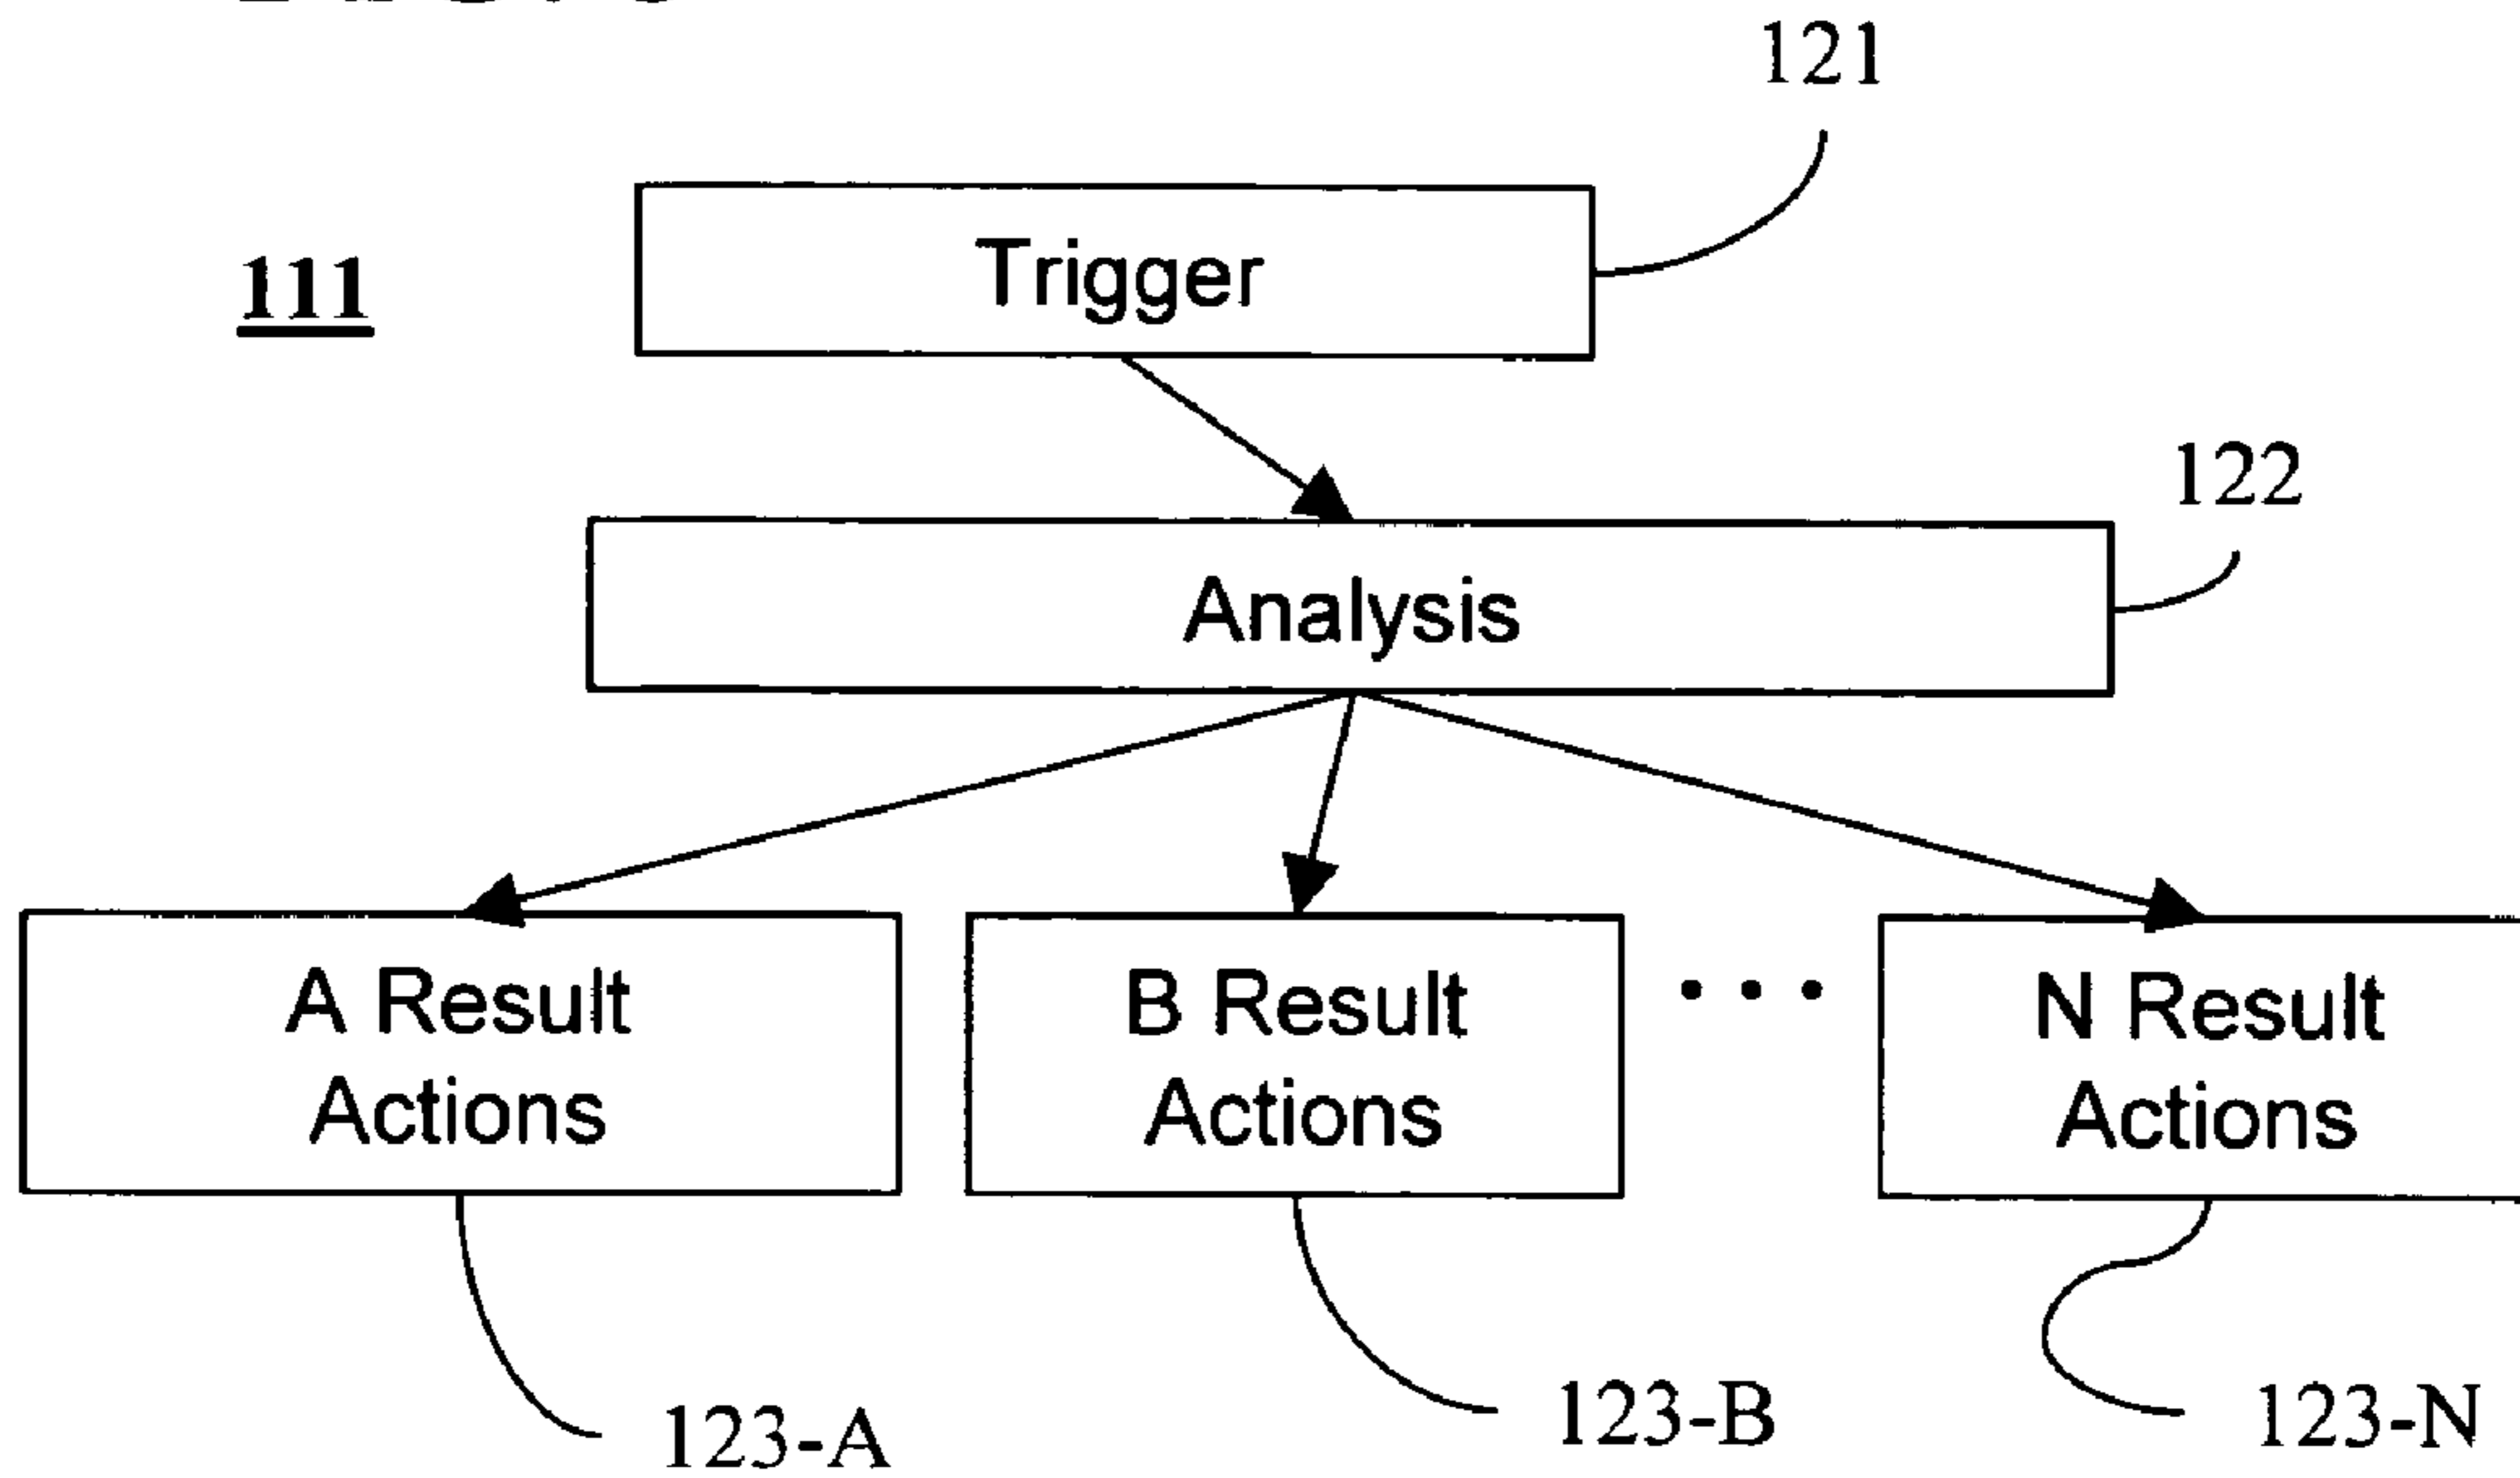 121
111
Trigger
122
Analysis
A Result
Actions
B Result
Actions
• • •
N Result
Actions
123-A
123-B
123-N